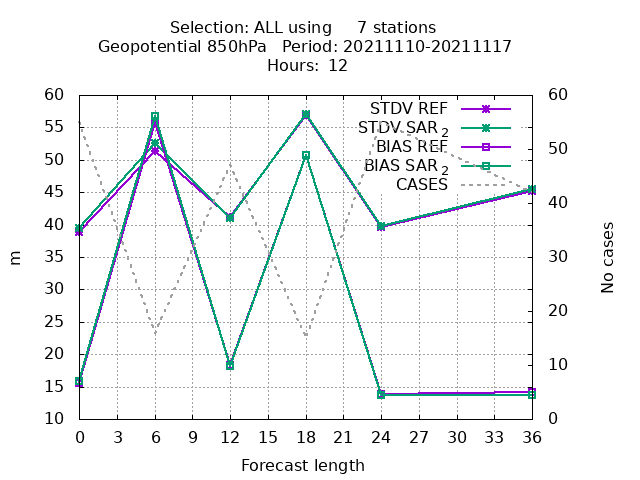 Selection: ALL using 7 stations
Geopotential 850hPa Period: 20211110-20211117
Hours: 12
60
55
50
45
40
35
30
25
20
15
10
m
STDV REF
STDV SAR2
BIAS REF
BIAS SAR2
CASES
60
50
40
30
20
10
0
No cases
0 3 6 9 12 15 18 21 24 27 30 33 36
Forecast length